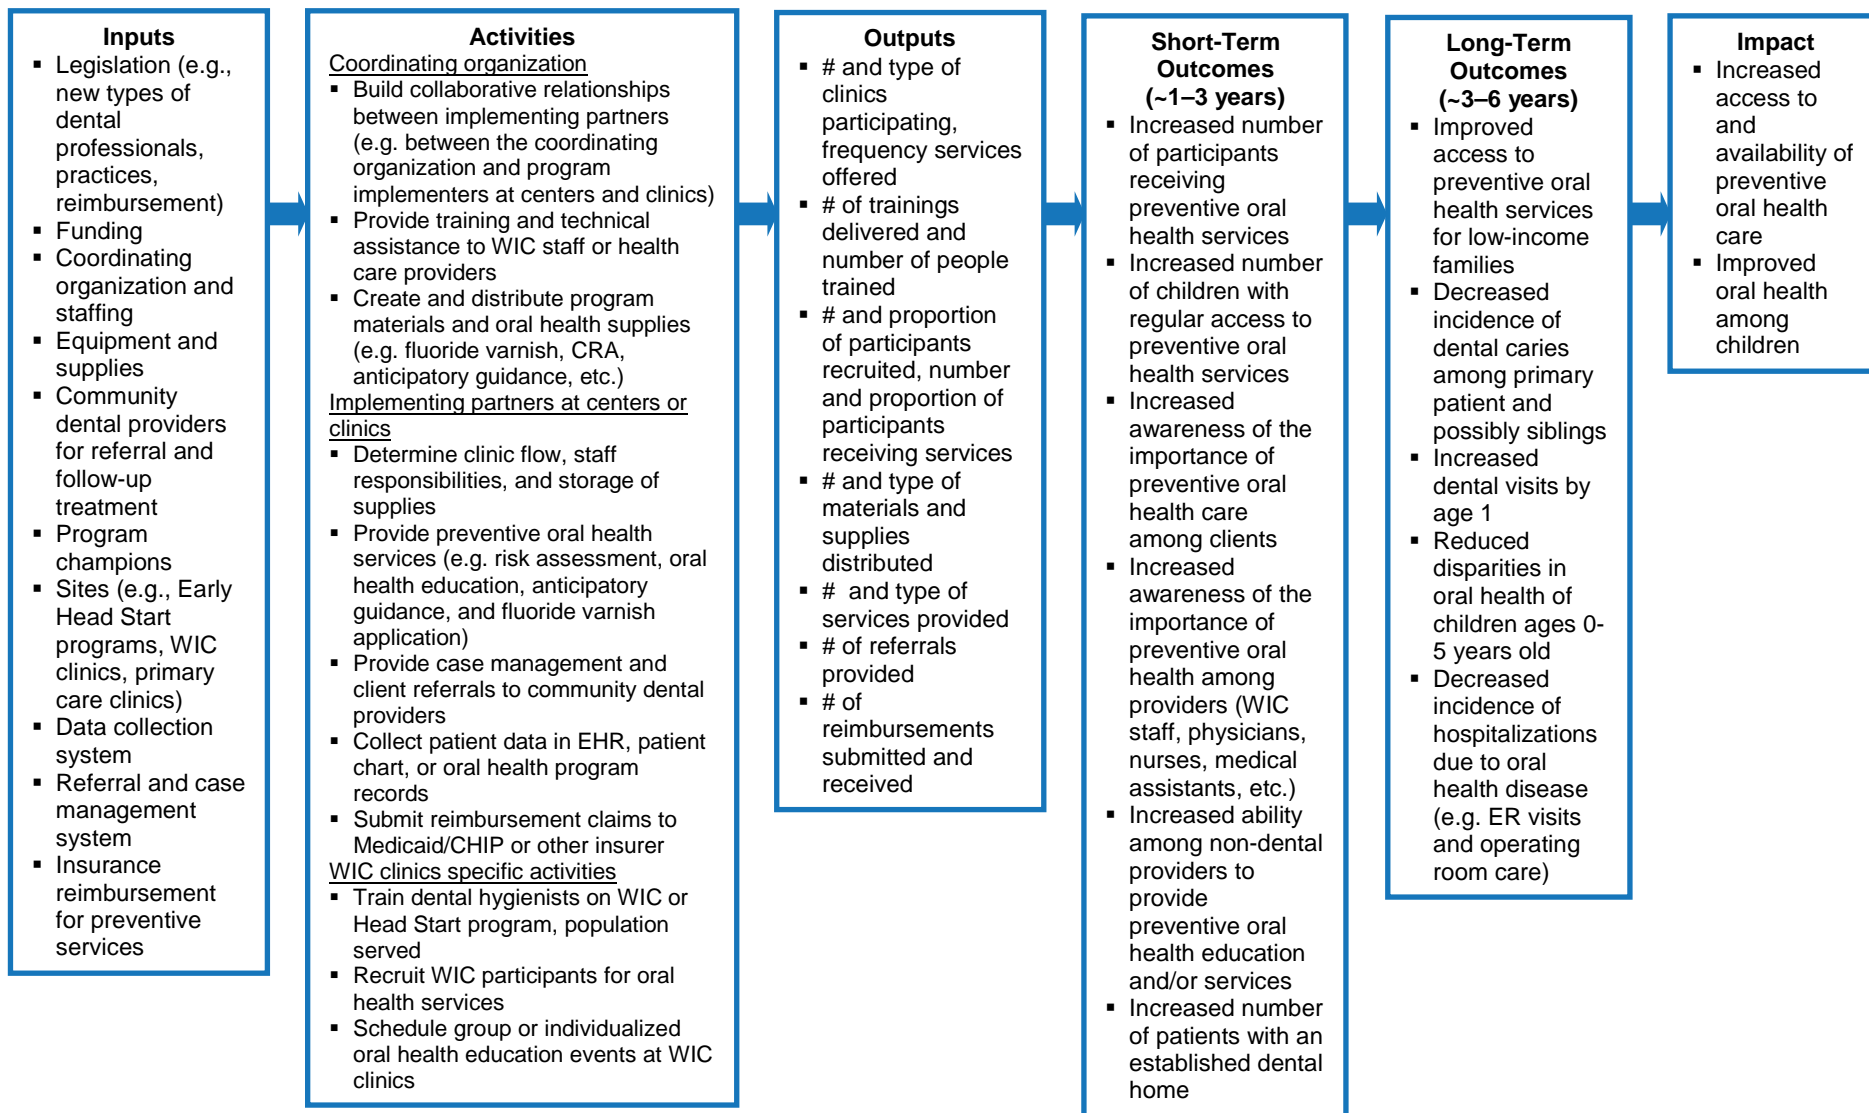 Inputs
▪ Legislation (e.g.,
new types of
dental
professionals,
practices,
reimbursement)
▪ Funding
▪ Coordinating
organization and
staffing
▪ Equipment and
supplies
▪ Community
dental providers
for referral and
follow-up
treatment
▪ Program
champions
▪ Sites (e.g., Early
Head Start
programs, WIC
clinics, primary
care clinics)
▪ Data collection
system
▪ Referral and case
management
system
▪ Insurance
reimbursement
for preventive
services
Activities
Coordinating organization
▪ Build collaborative relationships
between implementing partners
(e.g. between the coordinating
organization and program
implementers at centers and clinics)
▪ Provide training and technical
assistance to WIC staff or health
care providers
▪ Create and distribute program
materials and oral health supplies
(e.g. fluoride varnish, CRA,
anticipatory guidance, etc.)
Implementing partners at centers or
clinics
▪ Determine clinic flow, staff
responsibilities, and storage of
supplies
▪ Provide preventive oral health
services (e.g. risk assessment, oral
health education, anticipatory
guidance, and fluoride varnish
application)
▪ Provide case management and
client referrals to community dental
providers
▪ Collect patient data in EHR, patient
chart, or oral health program
records
▪ Submit reimbursement claims to
Medicaid/CHIP or other insurer
WIC clinics specific activities
▪ Train dental hygienists on WIC or
Head Start program, population
served
▪ Recruit WIC participants for oral
health services
▪ Schedule group or individualized
oral health education events at WIC
clinics
Outputs
▪ # and type of
clinics
participating,
frequency services
offered
▪ # of trainings
delivered and
number of people
trained
▪ # and proportion
of participants
recruited, number
and proportion of
participants
receiving services
▪ # and type of
materials and
supplies
distributed
▪ # and type of
services provided
▪ # of referrals
provided
▪ # of
reimbursements
submitted and
received
Short-Term
Outcomes
(~1–3 years)
▪ Increased number
of participants
receiving
preventive oral
health services
▪ Increased number
of children with
regular access to
preventive oral
health services
▪ Increased
awareness of the
importance of
preventive oral
health care
among clients
▪ Increased
awareness of the
importance of
preventive oral
health among
providers (WIC
staff, physicians,
nurses, medical
assistants, etc.)
▪ Increased ability
among non-dental
providers to
provide
preventive oral
health education
and/or services
▪ Increased number
of patients with an
established dental
home
Long-Term
Outcomes
(~3–6 years)
▪ Improved
access to
preventive oral
health services
for low-income
families
▪ Decreased
incidence of
dental caries
among primary
patient and
possibly siblings
▪ Increased
dental visits by
age 1
▪ Reduced
disparities in
oral health of
children ages 0-
5 years old
▪ Decreased
incidence of
hospitalizations
due to oral
health disease
(e.g. ER visits
and operating
room care)
Impact
▪ Increased
access to
and
availability of
preventive
oral health
care
▪ Improved
oral health
among
children